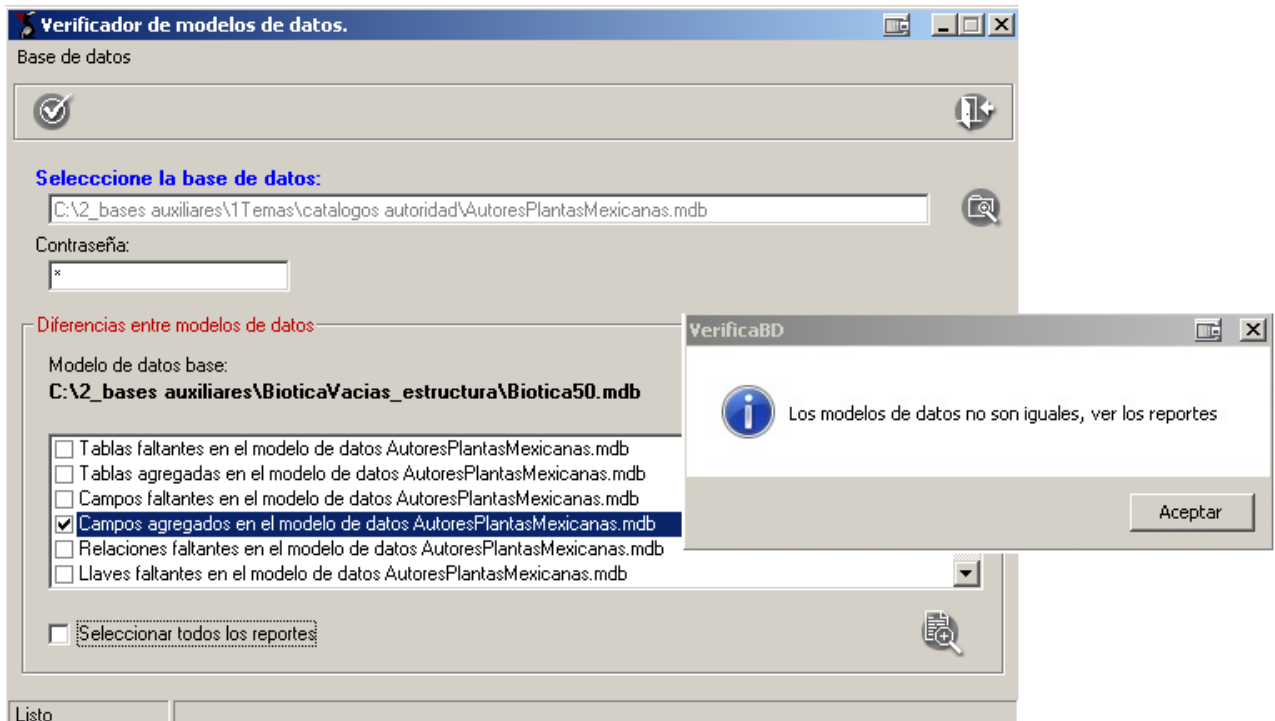 Verificador de modelos de datos.
Base de datos
Selecccione la base de datos:
C:\2_bases auxiliares\1Temas\catalogos autoridad\AutoresPlantasMexicanas.mdb
Contraseña:
*
Diferencias entre modelos de datos
Modelo de datos base:
C:\2_bases auxiliares\BioticaVacias_estructura\Biotica50.mdb
Tablas faltantes en el modelo de datos AutoresPlantasMexicanas.mdb
Tablas agregadas en el modelo de datos AutoresPlantasMexicanas.mdb
Campos faltantes en el modelo de datos AutoresPlantasMexicanas.mdb
Campos agregados en el modelo de datos AutoresPlantasMexicanas.mdb
Relaciones faltantes en el modelo de datos AutoresPlantasMexicanas.mdb
Llaves faltantes en el modelo de datos AutoresPlantasMexicanas.mdb
Seleccionar todos los reportes
Listo
VerificaBD
Los modelos de datos no son iguales, ver los reportes
Aceptar